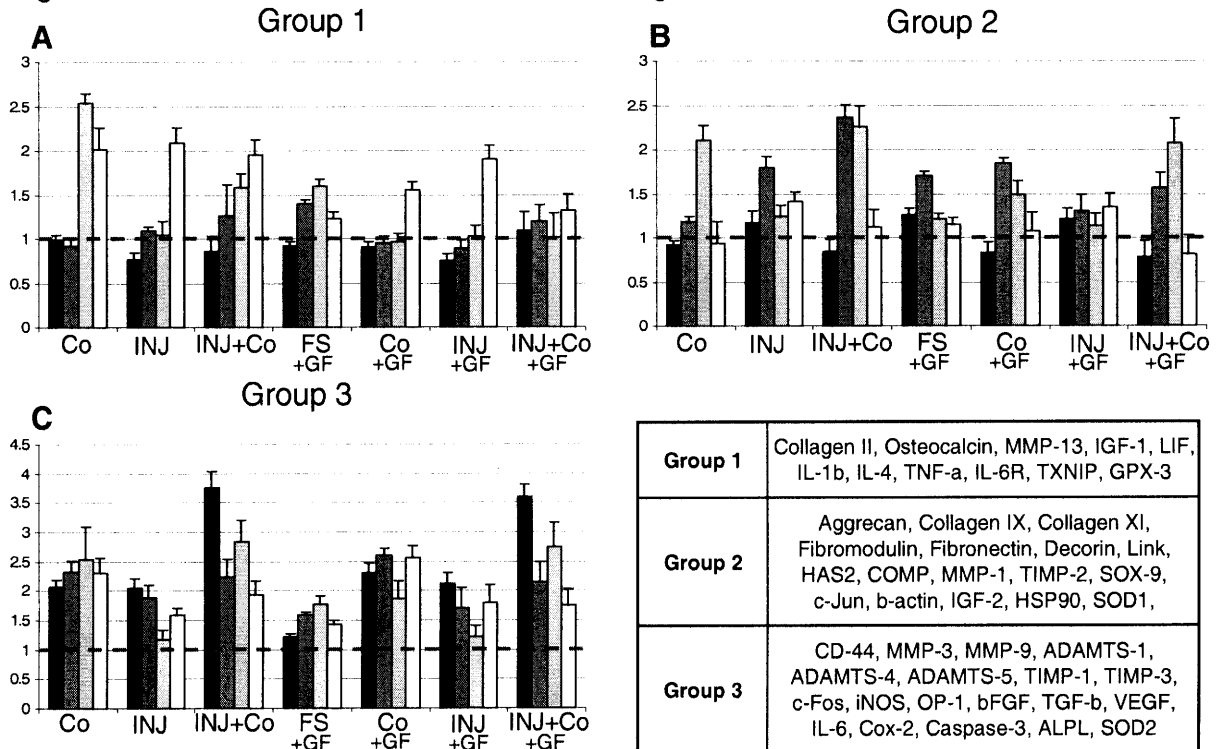 Group 1
A
3
2.5
2
1.5
1
0.5
0
Co INJ INJ+Co FS Co INJ INJ+Co
+GF +GF +GF +GF
Group 2
B
3
2.5
2
1.5
1
0.5
0
Co INJ INJ+Co FS Co INJ INJ+Co
+GF +GF +GF +GF
Group 3
C
4.5
4
3.5
3
2.5
2
1.5
1
0.5
0
Co INJ INJ+Co FS Co INJ INJ+Co
+GF +GF +GF +GF
Group 1
Collagen II, Osteocalcin, MMP-13, IGF-1, LIF,
IL-1b, IL-4, TNF-a, IL-6R, TXNIP, GPX-3
Group 2
Aggrecan, Collagen IX, Collagen XI,
Fibromodulin, Fibronectin, Decorin, Link,
HAS2, COMP, MMP-1, TIMP-2, SOX-9,
c-Jun, b-actin, IGF-2, HSP90, SOD1,
Group 3
CD-44, MMP-3, MMP-9, ADAMTS-1,
ADAMTS-4, ADAMTS-5, TIMP-1, TIMP-3,
c-Fos, iNOS, OP-1, bFGF, TGF-b, VEGF,
IL-6, Cox-2, Caspase-3, ALPL, SOD2